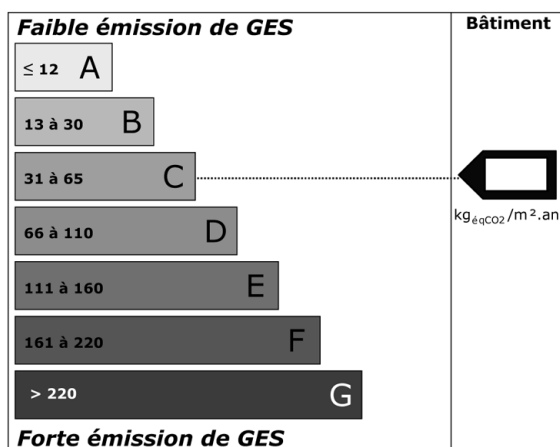 Faible émission de GES
Bâtiment
≤ 12 A
13 à 30 B
31 à 65 C
kgéqCO2/m².an
66 à 110 D
111 à 160 E
161 à 220 F
> 220 G
Forte émission de GES